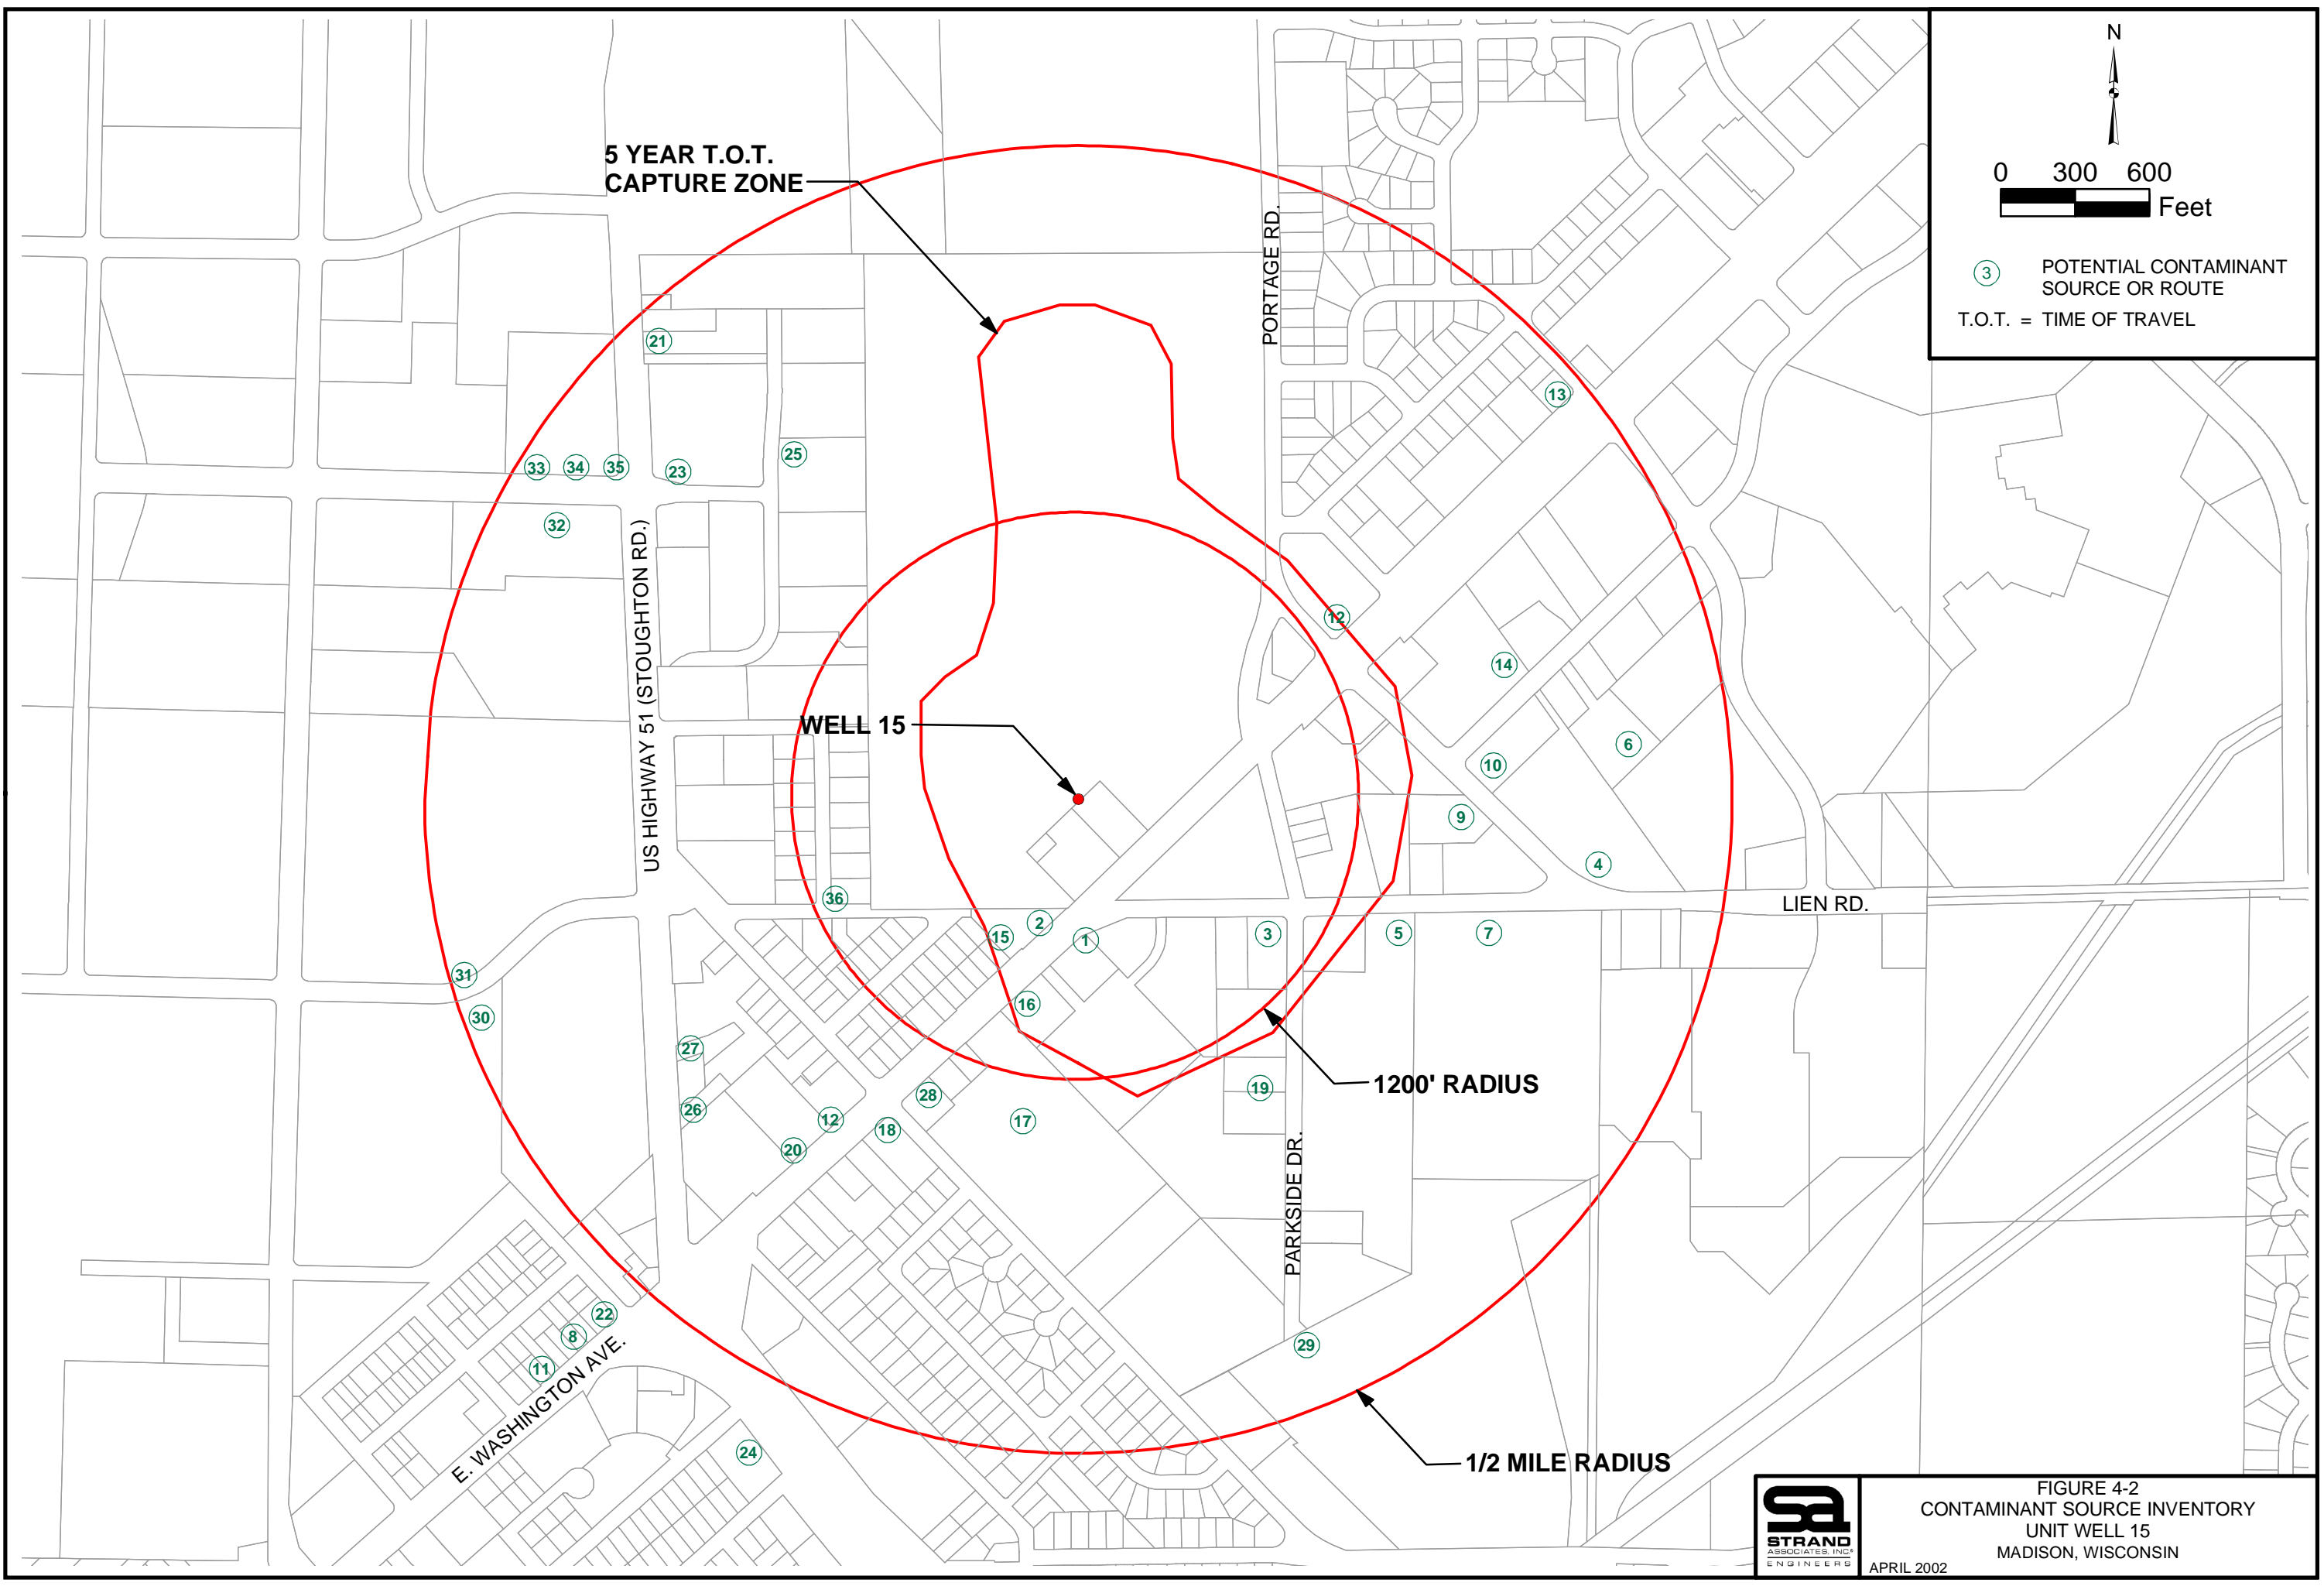 N
0 300 600
Feet
3
POTENTIAL CONTAMINANT
SOURCE OR ROUTE
T.O.T. = TIME OF TRAVEL
5 YEAR T.O.T.
CAPTURE ZONE
PORTAGE RD.
21
13
25
33
34
35
23
32
US HIGHWAY 51 (STOUGHTON RD.)
12
14
WELL 15
6
10
9
4
36
LIEN RD.
2
15
1
3
5
7
31
16
30
27
1200' RADIUS
19
28
26
12
17
18
20
PARKSIDE DR.
22
8
29
11
E. WASHINGTON AVE.
24
1/2 MILE RADIUS
sa
STRAND
ASSOCIATES, INC.®
ENGINEERS
FIGURE 4-2
CONTAMINANT SOURCE INVENTORY
UNIT WELL 15
MADISON, WISCONSIN
APRIL 2002